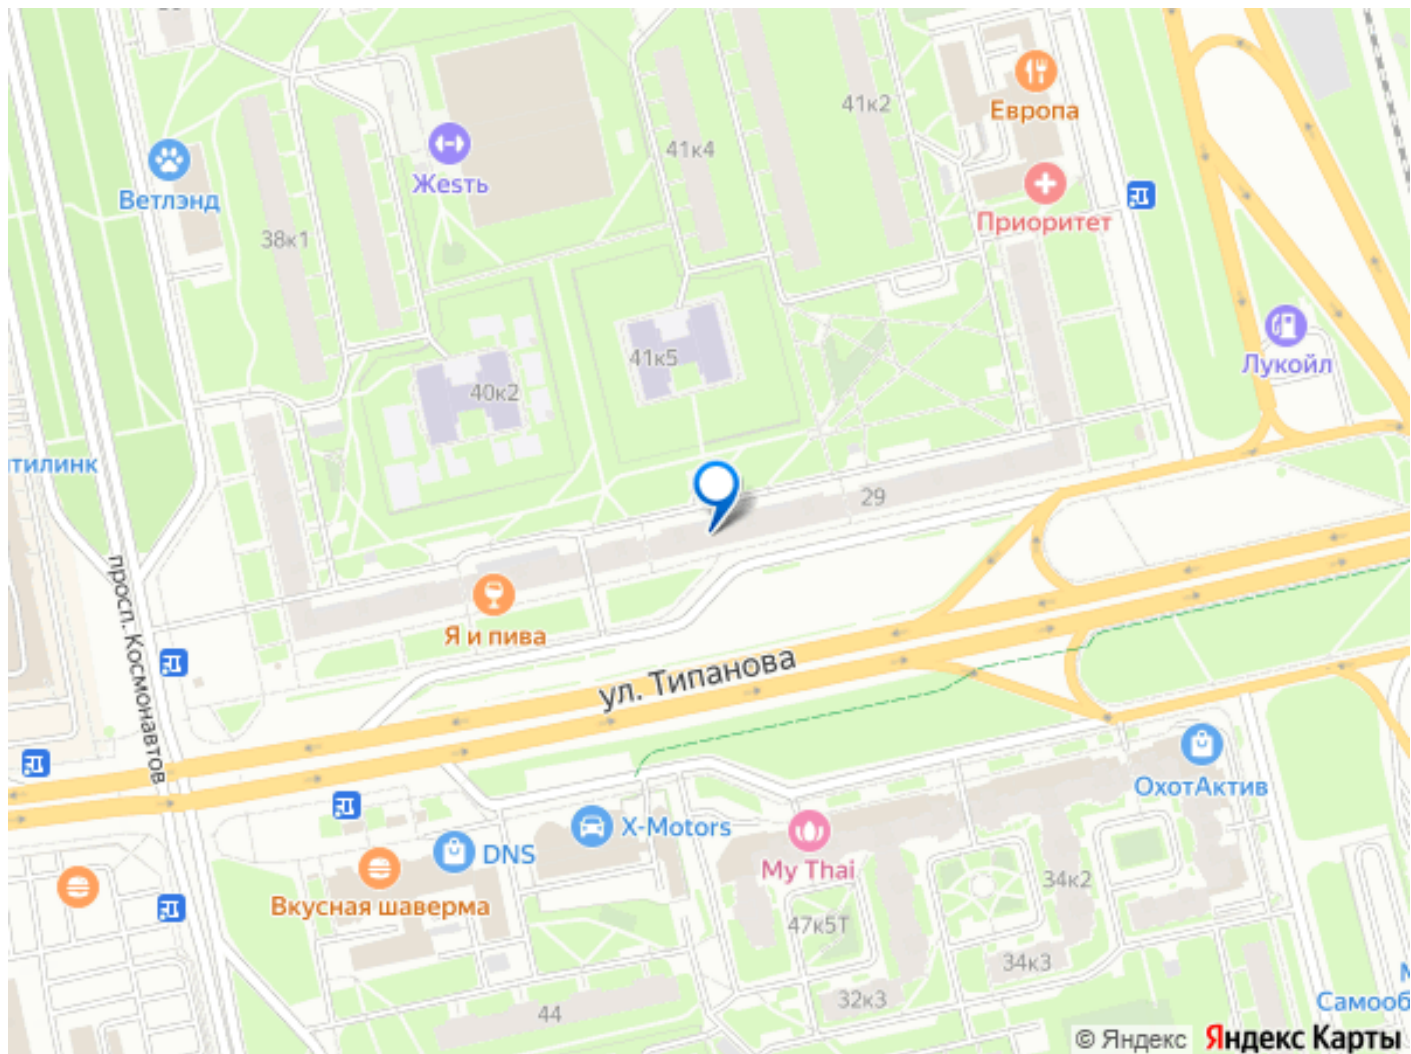 Европа
41к2
41к4
Жеsть
Ветлэнд
Приоритет
38к1
41к5
Лукойл
40к2
тилинк
29
просп. Космонавтов
Я и пива
ул. Типанова
ОхотАктив
X-Motors
DNS
My Thai
Вкусная шаверма
34к2
47к5Т
34к3
32к3
44
Самооб
© Яндекс
Яндекс Карты